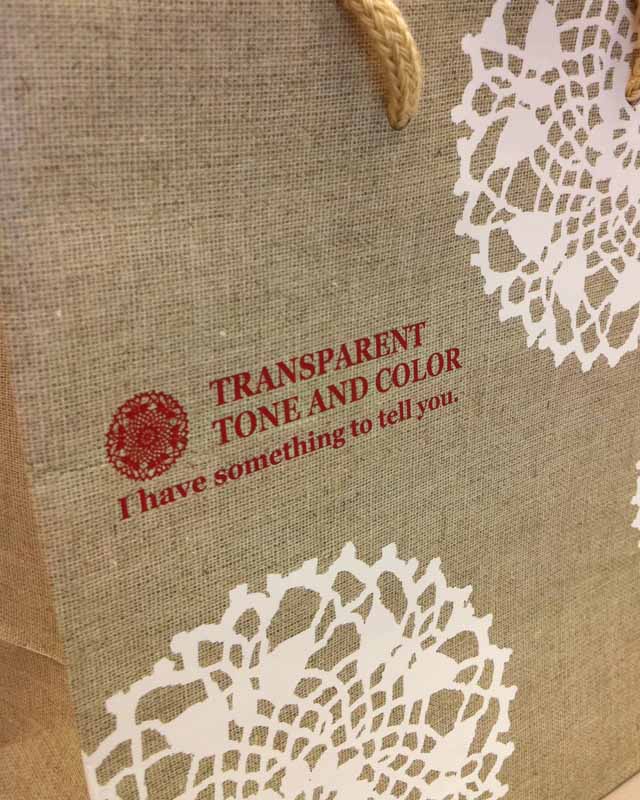 TRANSPARENT
TONE AND COLOR
I have something to tell you.